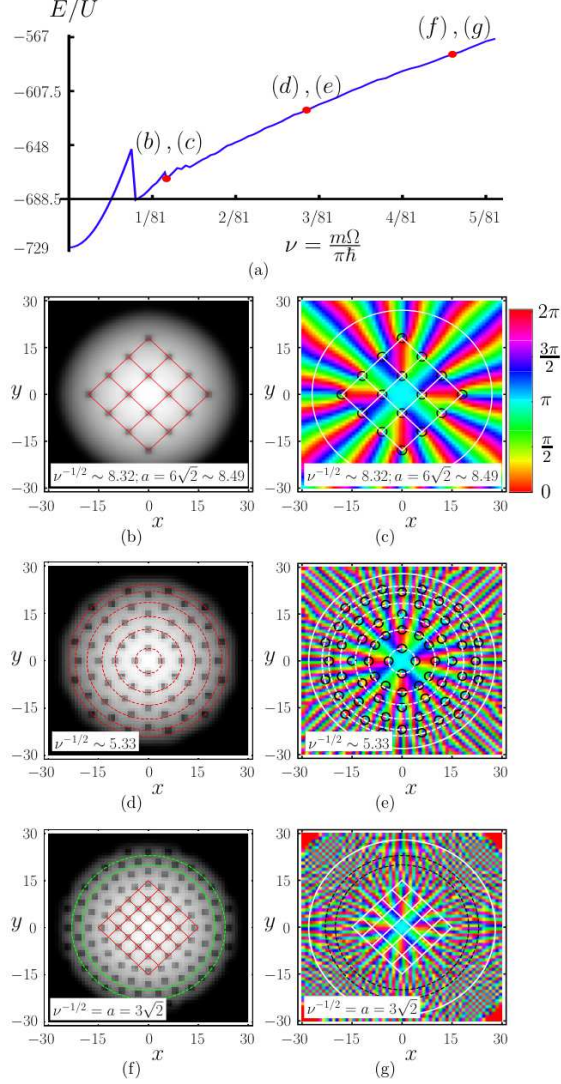 E/U
−567
(f) , (g)
−607.5
(d) , (e)
−648
(b) , (c)
−688.5
1/81 2/81 3/81 4/81 5/81
−729
ν = mΩ/πħ
(a)
30 30 2π
15 15 3π/2
y 0 y 0 π
−15 −15 π/2
ν−1/2 ∼ 8.32; a = 6√2 ∼ 8.49 ν−1/2 ∼ 8.32; a = 6√2 ∼ 8.49
−30 −30 0
−30 −15 0 15 30 −30 −15 0 15 30
x x
(b) (c)
30 30
15 15
y 0 y 0
−15 −15
ν−1/2 ∼ 5.33 ν−1/2 ∼ 5.33
−30 −30
−30 −15 0 15 30 −30 −15 0 15 30
x x
(d) (e)
30 30
15 15
y 0 y 0
−15 −15
ν−1/2 = a = 3√2 ν−1/2 = a = 3√2
−30 −30
−30 −15 0 15 30 −30 −15 0 15 30
x x
(f) (g)